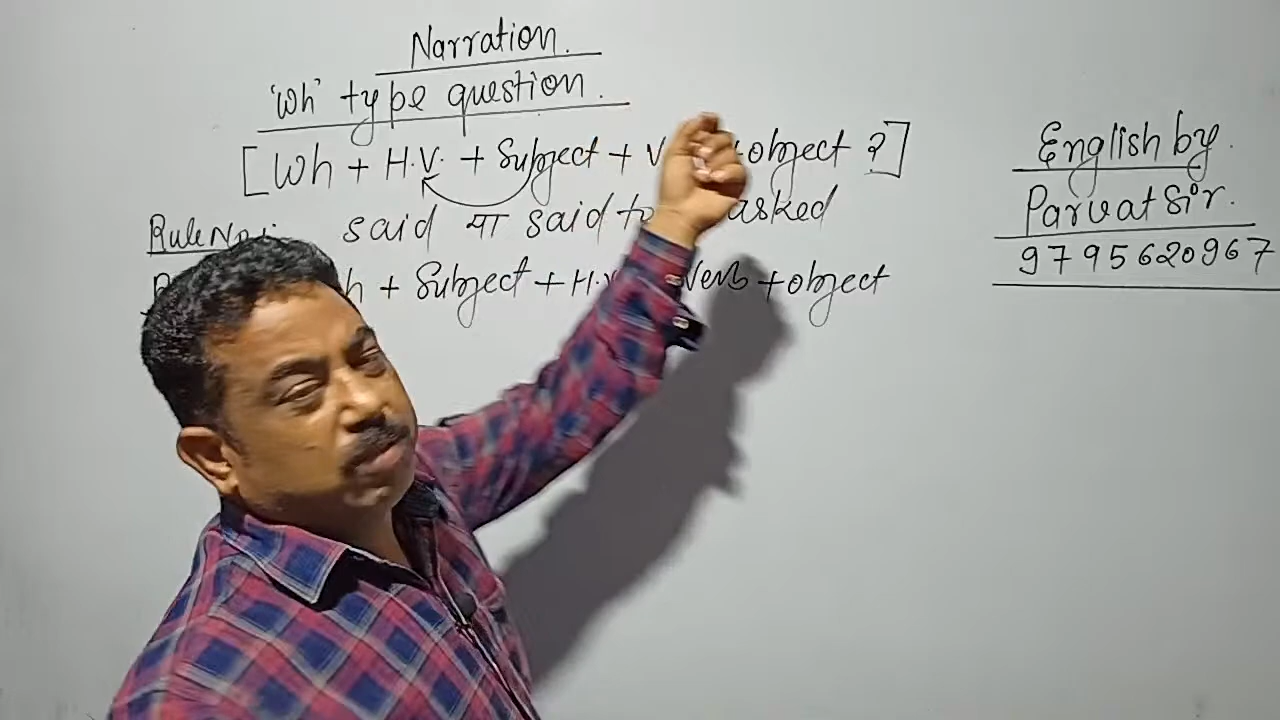 Narration.
'Wh' type question.
[Wh + H.V. + Subject + V object ?]
Rule No said या said to asked
+ Subject + H.V Verb + object
English by
Parvat Sir.
9795620967